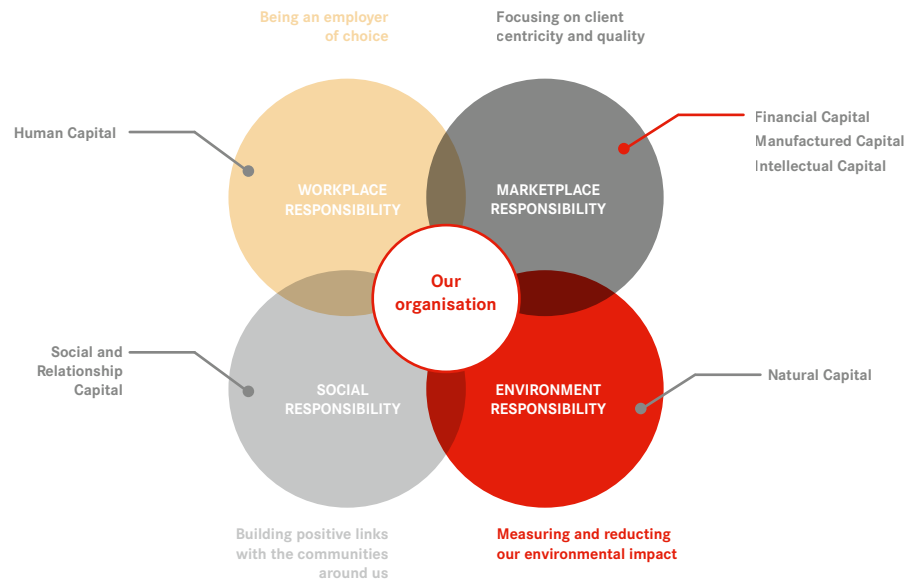 Being an employer
of choice
Focusing on client
centricity and quality
Human Capital
Financial Capital
Manufactured Capital
Intellectual Capital
WORKPLACE
RESPONSIBILITY
MARKETPLACE
RESPONSIBILITY
Our
organisation
Social and
Relationship
Capital
Natural Capital
SOCIAL
RESPONSIBILITY
ENVIRONMENT
RESPONSIBILITY
Building positive links
with the communities
around us
Measuring and reducting
our environmental impact